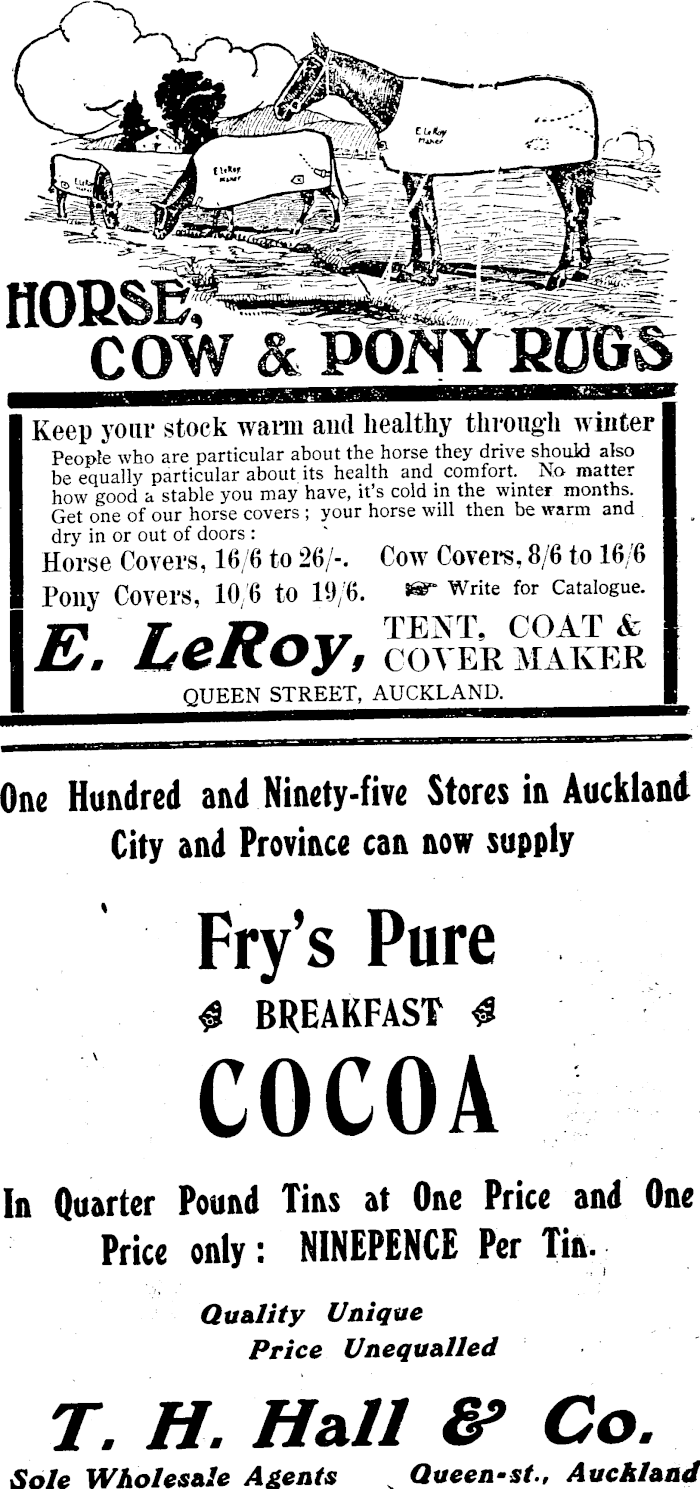 E LeRoy
Maker
E LeRoy
Maker
E LeRoy
HORSE,
COW & PONY RUGS
Keep your stock warm and healthy through winter
People who are particular about the horse they drive should also
be equally particular about its health and comfort. No matter
how good a stable you may have, it's cold in the winter months.
Get one of our horse covers; your horse will then be warm and
dry in or out of doors:
Horse Covers, 16/6 to 26/-. Cow Covers, 8/6 to 16/6
Pony Covers, 10/6 to 19/6. ☞ Write for Catalogue.
E. LeRoy, TENT, COAT &
COVER MAKER
QUEEN STREET, AUCKLAND.
One Hundred and Ninety-five Stores in Auckland
City and Province can now supply
Fry's Pure
BREAKFAST
COCOA
In Quarter Pound Tins at One Price and One
Price only: NINEPENCE Per Tin.
Quality Unique
Price Unequalled
T. H. Hall & Co.
Sole Wholesale Agents Queen-st., Auckland